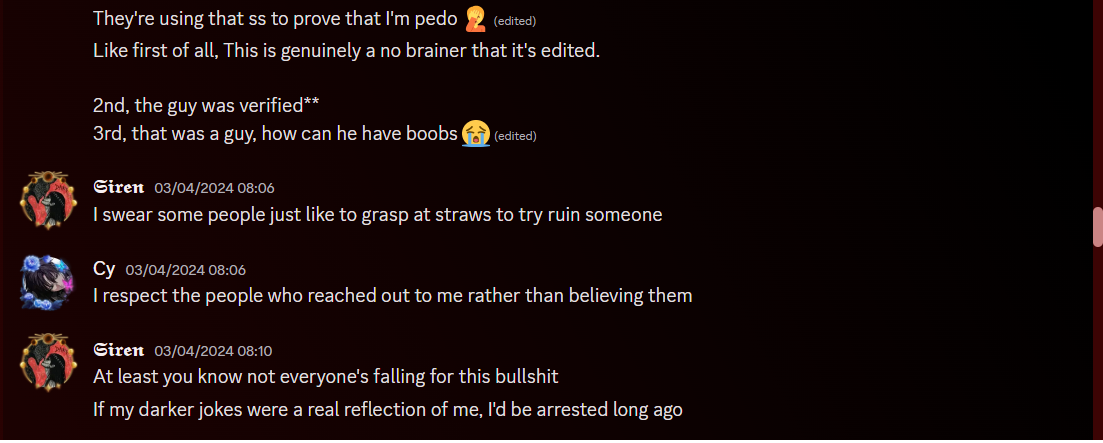 They're using that ss to prove that I'm pedo 🤦 (edited)
Like first of all, This is genuinely a no brainer that it's edited.
2nd, the guy was verified**
3rd, that was a guy, how can he have boobs 😭 (edited)
Siren 03/04/2024 08:06
I swear some people just like to grasp at straws to try ruin someone
Cy 03/04/2024 08:06
I respect the people who reached out to me rather than believing them
Siren 03/04/2024 08:10
At least you know not everyone's falling for this bullshit
If my darker jokes were a real reflection of me, I'd be arrested long ago